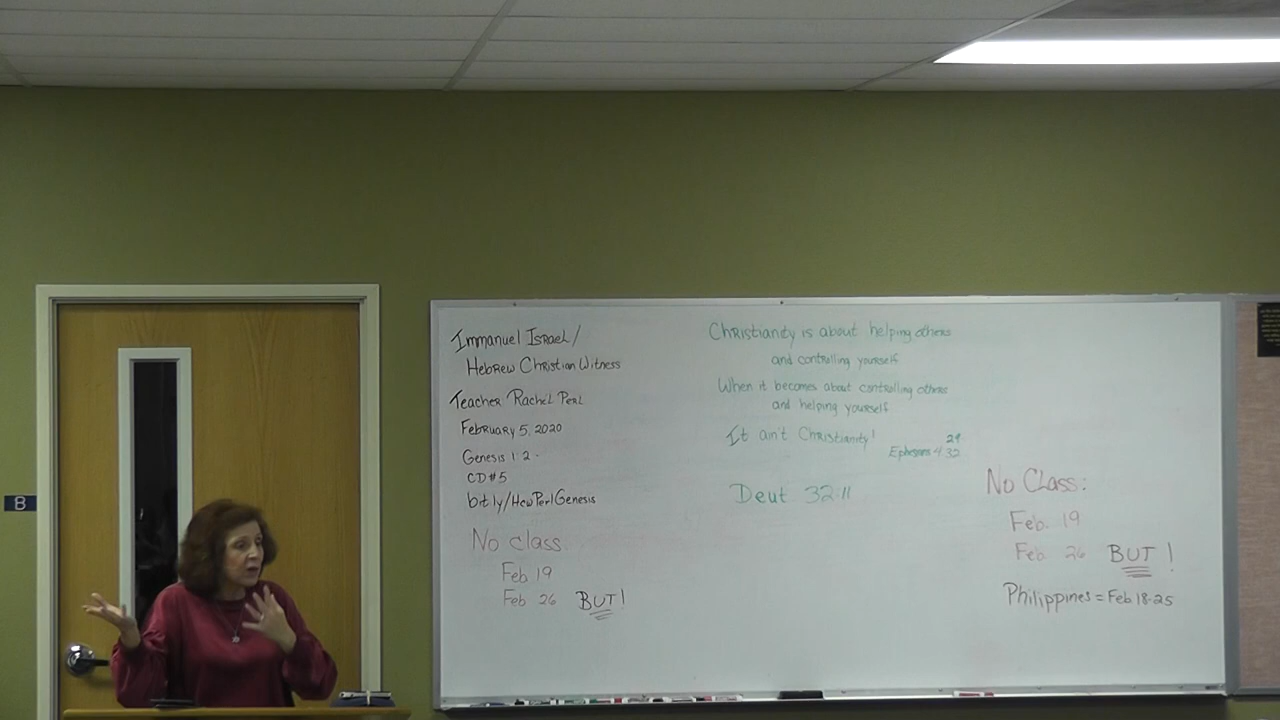 B
Immanuel Israel/
Hebrew Christian Witness
Teacher Rachel Perl
February 5, 2020
Genesis 1:2-
CD#5
bit.ly/HcwPerlGenesis
No class
Feb 19
Feb 26 BUT!
Christianity is about helping others
and controlling yourself
When it becomes about controlling others
and helping yourself
It ain't Christianity!
29
Ephesians 4 32
Deut 32:11
No Class:
Feb. 19
Feb 26 BUT!
Philippines = Feb 18-25